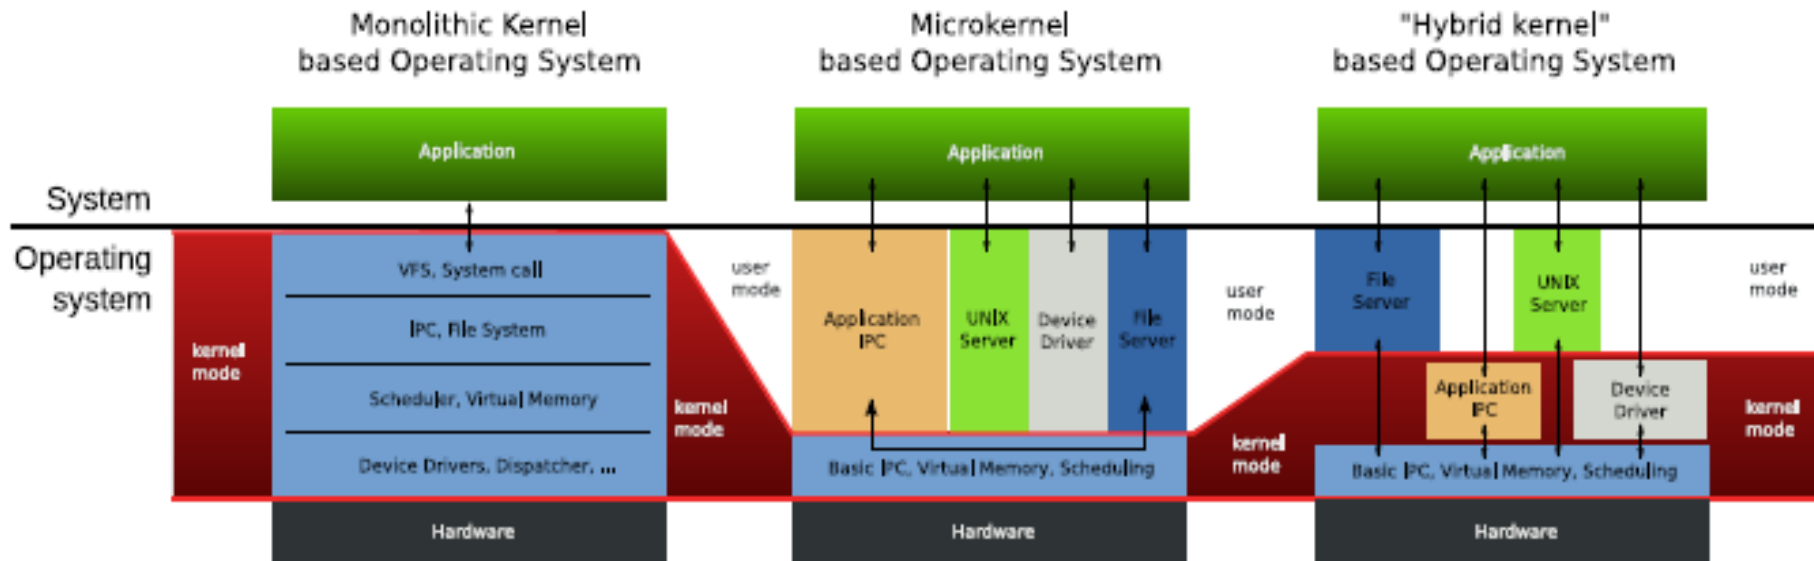 Monolithic Kernel
based Operating System
Microkernel
based Operating System
"Hybrid kernel"
based Operating System
Application
Application
Application
System
Operating
system
kernel
mode
VFS, System call
IPC, File System
Scheduler, Virtual Memory
Device Drivers, Dispatcher, ...
Hardware
kernel
mode
user
mode
Application
IPC
UNIX
Server
Device
Driver
File
Server
Basic IPC, Virtual Memory, Scheduling
Hardware
user
mode
kernel
mode
File
Server
UNIX
Server
Application
IPC
Device
Driver
Basic IPC, Virtual Memory, Scheduling
Hardware
user
mode
kernel
mode